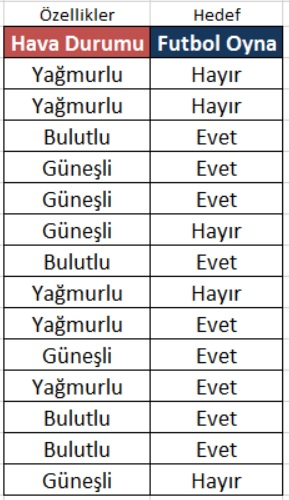 Özellikler Hedef
Hava Durumu Futbol Oyna
Yağmurlu Hayır
Yağmurlu Hayır
Bulutlu Evet
Güneşli Evet
Güneşli Evet
Güneşli Hayır
Bulutlu Evet
Yağmurlu Hayır
Yağmurlu Evet
Güneşli Evet
Yağmurlu Evet
Bulutlu Evet
Bulutlu Evet
Güneşli Hayır